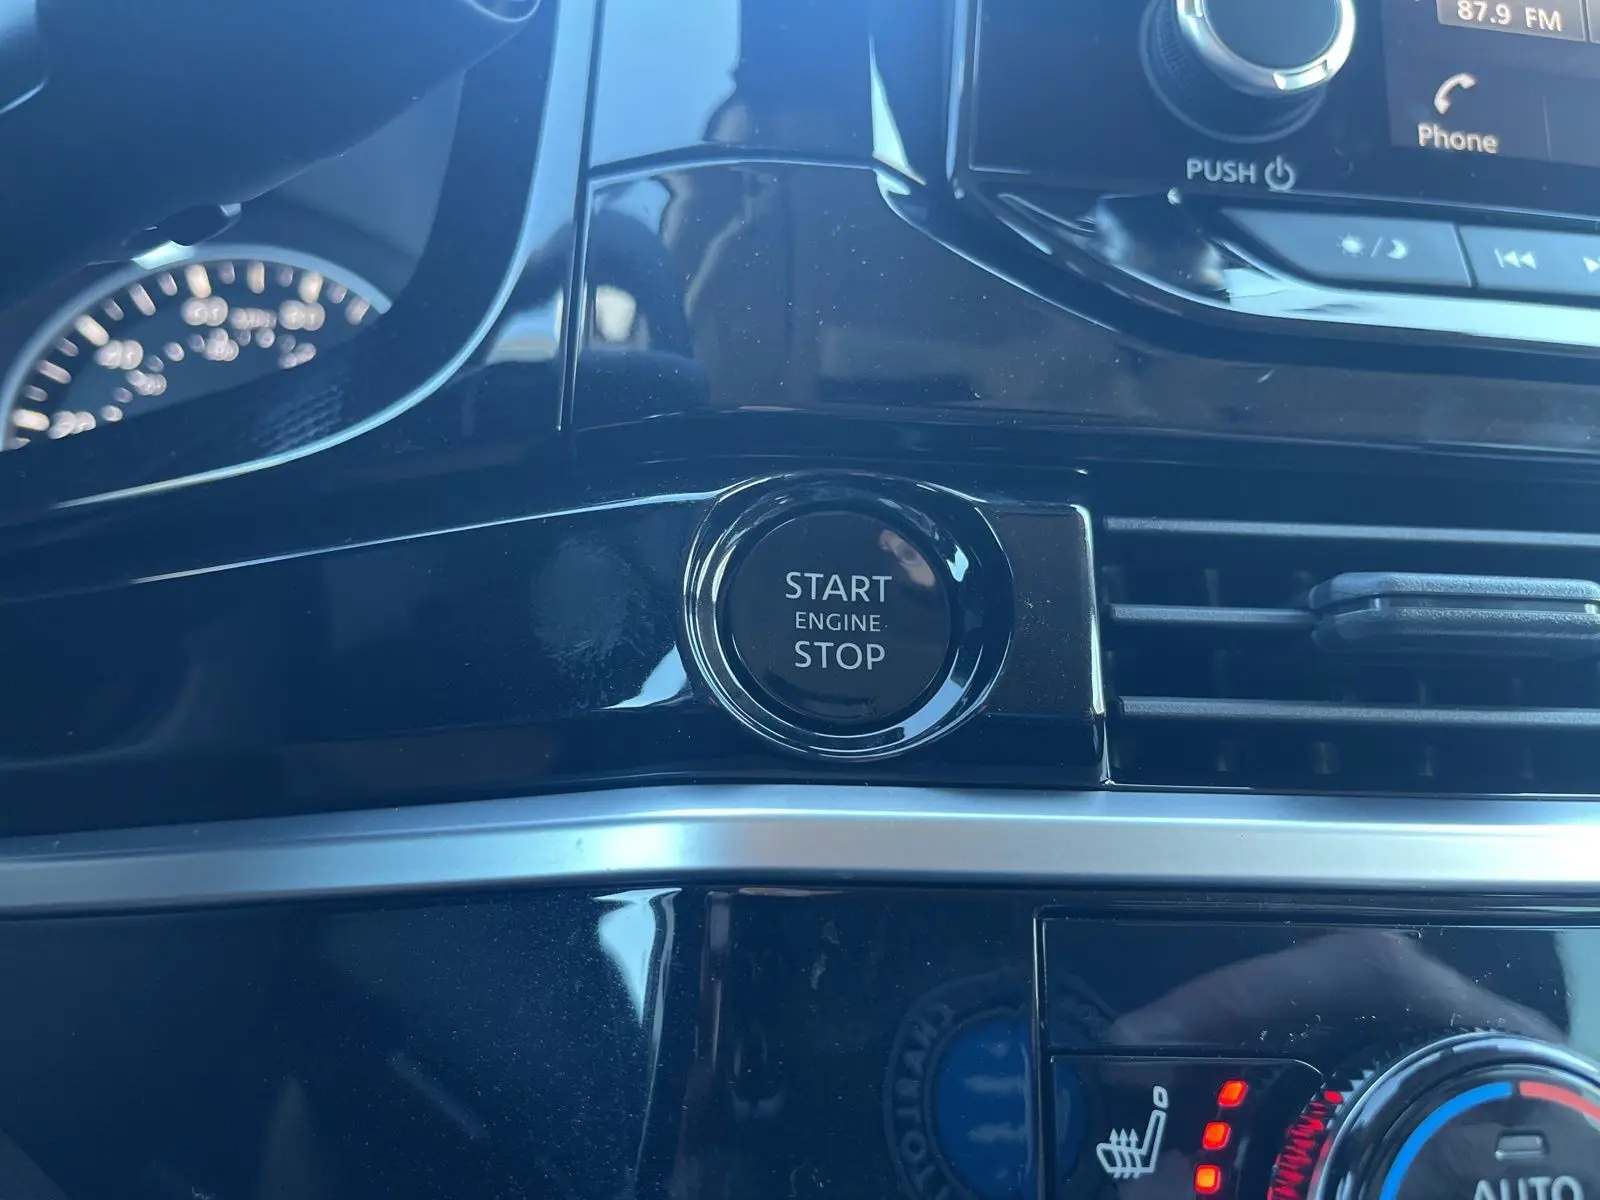 87.9 FM
Phone
PUSH
START
ENGINE
STOP
AUTO